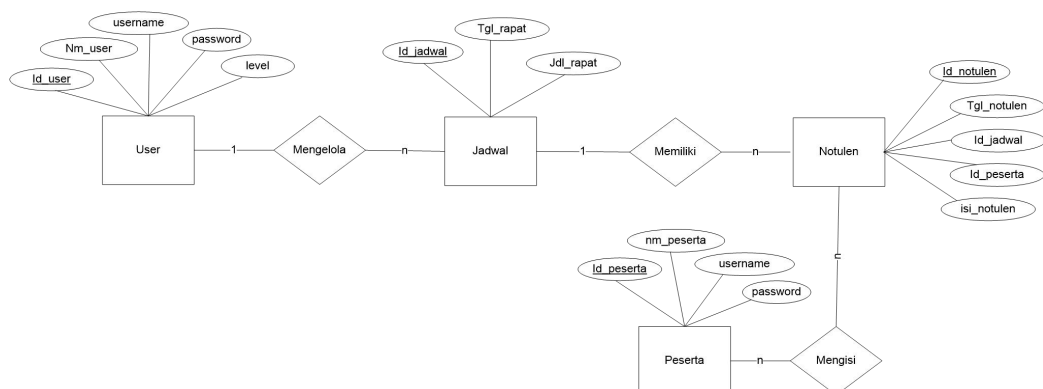 username
Nm_user
password
Id_user
level
User
1
Mengelola
n
Tgl_rapat
Id_jadwal
Jdl_rapat
Jadwal
1
Memiliki
n
Notulen
Id_notulen
Tgl_notulen
Id_jadwal
Id_peserta
isi_notulen
n
nm_peserta
Id_peserta
username
password
Peserta
n
Mengisi